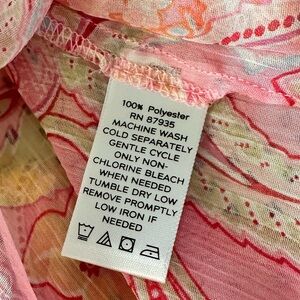 100% Polyester
RN 87935
MACHINE WASH
COLD SEPARATELY
GENTLE CYCLE
ONLY NON-
CHLORINE BLEACH
WHEN NEEDED
TUMBLE DRY LOW
REMOVE PROMPTLY
LOW IRON IF
NEEDED